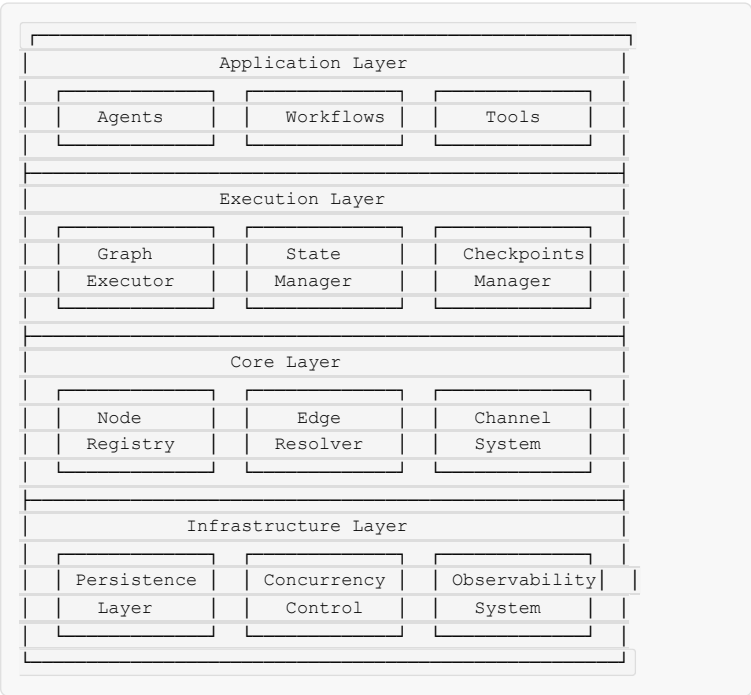 Application Layer
Agents Workflows Tools
Execution Layer
Graph State Checkpoints
Executor Manager Manager
Core Layer
Node Edge Channel
Registry Resolver System
Infrastructure Layer
Persistence Concurrency Observability
Layer Control System